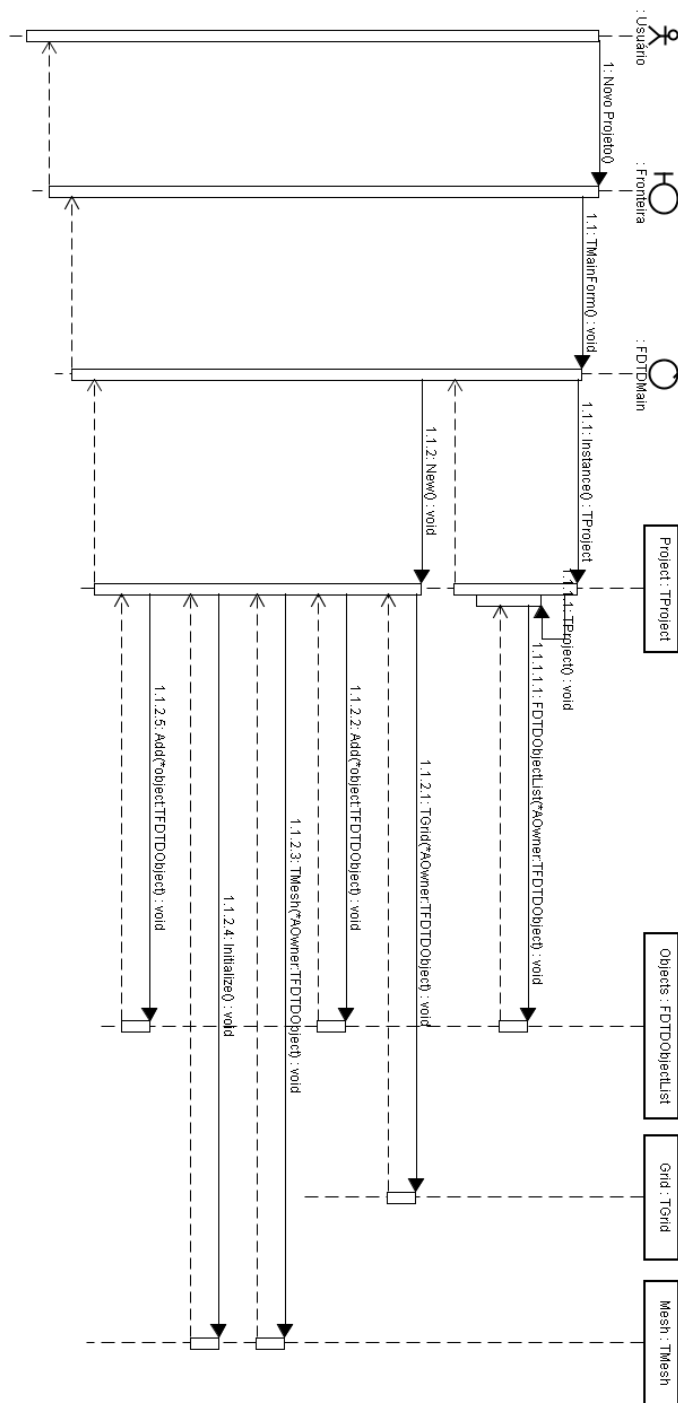 : Usuário
: Fronteira
: FDTDMain
Project : TProject
Objects : FDTDObjectList
Grid : TGrid
Mesh : TMesh
1: Novo Projeto()
1.1: TMainForm() : void
1.1.1: Instance() : TProject
1.1.1.1: TProject() : void
1.1.1.1.1: FDTDObjectList(*AOwner:TFDTDObject) : void
1.1.2: New() : void
1.1.2.1: TGrid(*AOwner:TFDTDObject) : void
1.1.2.2: Add(*object:TFDTDObject) : void
1.1.2.3: TMesh(*AOwner:TFDTDObject) : void
1.1.2.4: Initialize() : void
1.1.2.5: Add(*object:TFDTDObject) : void